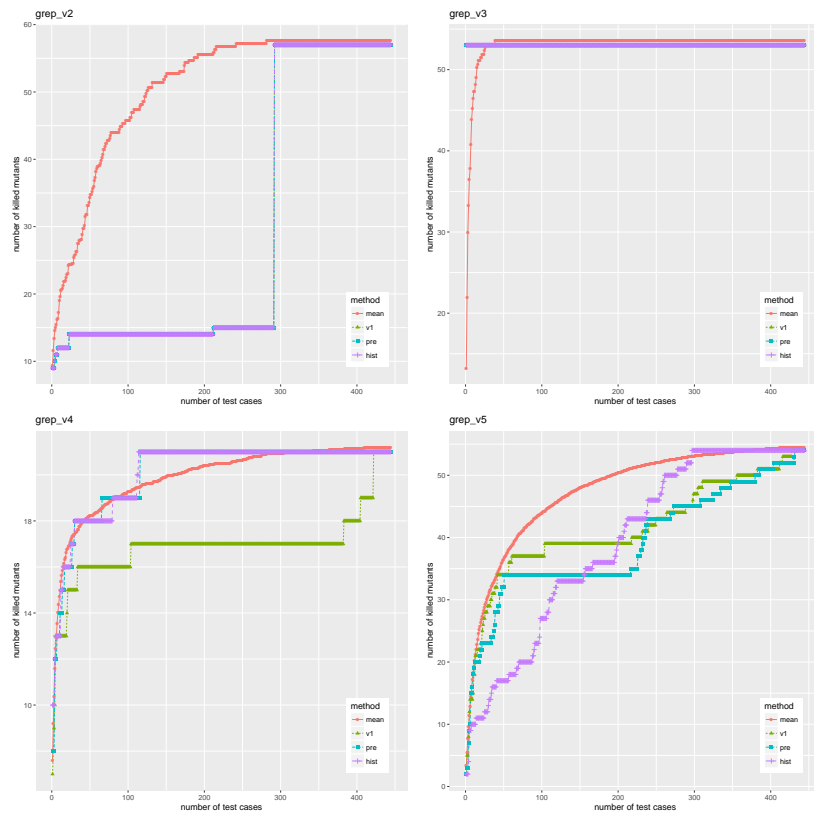 grep_v2
60
50
40
30
20
10
number of killed mutants
0
100
200
300
400
number of test cases
method
mean
v1
pre
hist
grep_v3
50
40
30
20
number of killed mutants
0
100
200
300
400
number of test cases
method
mean
v1
pre
hist
grep_v4
18
14
10
number of killed mutants
0
100
200
300
400
number of test cases
method
mean
v1
pre
hist
grep_v5
50
40
30
20
10
0
number of killed mutants
0
100
200
300
400
number of test cases
method
mean
v1
pre
hist